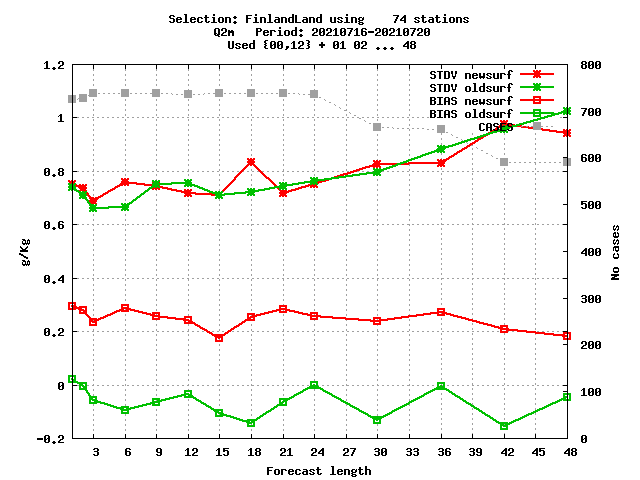 Selection: FinlandLand using    74 stations
Q2m   Period: 20210716-20210720
Used {00,12} + 01 02 ... 48
STDV newsurf
STDV oldsurf
BIAS newsurf
BIAS oldsurf
CASES
1.2
1
0.8
0.6
0.4
0.2
0
-0.2
g/Kg
800
700
600
500
400
300
200
100
0
No cases
3 6 9 12 15 18 21 24 27 30 33 36 39 42 45 48
Forecast length